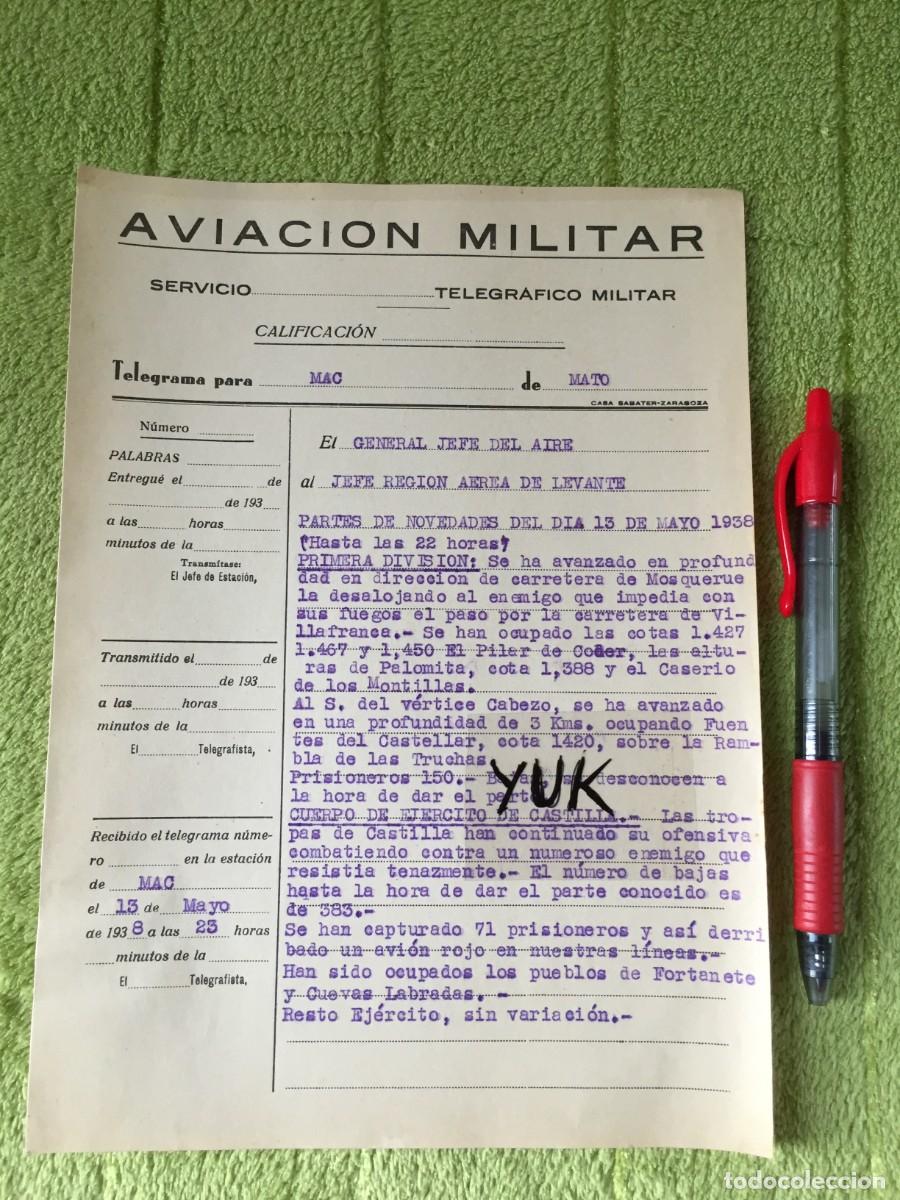 AVIACION MILITAR
SERVICIO TELEGRÁFICO MILITAR
CALIFICACIÓN
Telegrama para MAC de MATO
CASA SABATER-ZARAGOZA
Número
PALABRAS
Entregué el de
de 193
a las horas
minutos de la
Transmítase:
El Jefe de Estación,
Transmitido el de
de 193
a las horas
minutos de la
El Telegrafista,
Recibido el telegrama núme-
ro en la estación
de MAC
el 13 de Mayo
de 1938 a las 23 horas
minutos de la
El Telegrafista,
El GENERAL JEFE DEL AIRE
al JEFE REGION AEREA DE LEVANTE
PARTES DE NOVEDADES DEL DIA 13 DE MAYO 1938
(Hasta las 22 horas)
PRIMERA DIVISION: Se ha avanzado en profund
dad en direccion de carretera de Mosquerue
la desalojando al enemigo que impedia con
sus fuegos el paso por la carretera de Vi-
llafranca.- Se han ocupado las cotas 1.427
1.467 y 1,450 El Pilar de Coder, las altu-
ras de Palomita, cota 1,388 y el Caserio
de los Montillas.
Al S. del vértice Cabezo, se ha avanzado
en una profundidad de 3 Kms. ocupando Fuen
tes del Castellar, cota 1420, sobre la Ram-
bla de las Truchas
Prisioneros 150.- desconocen a
la hora de dar el parte
YUK
CUERPO DE EJERCITO DE CASTILLA.- Las tro-
pas de Castilla han continuado su ofensiva
combatiendo contra un numeroso enemigo que
resistia tenazmente.- El número de bajas
hasta la hora de dar el parte conocido es
de 383.-
Se han capturado 71 prisioneros y así derri
bado un avión rojo en nuestras líneas.-
Han sido ocupados los pueblos de Fortanete
y Cuevas Labradas. -
Resto Ejército, sin variación.-
todocoleccion